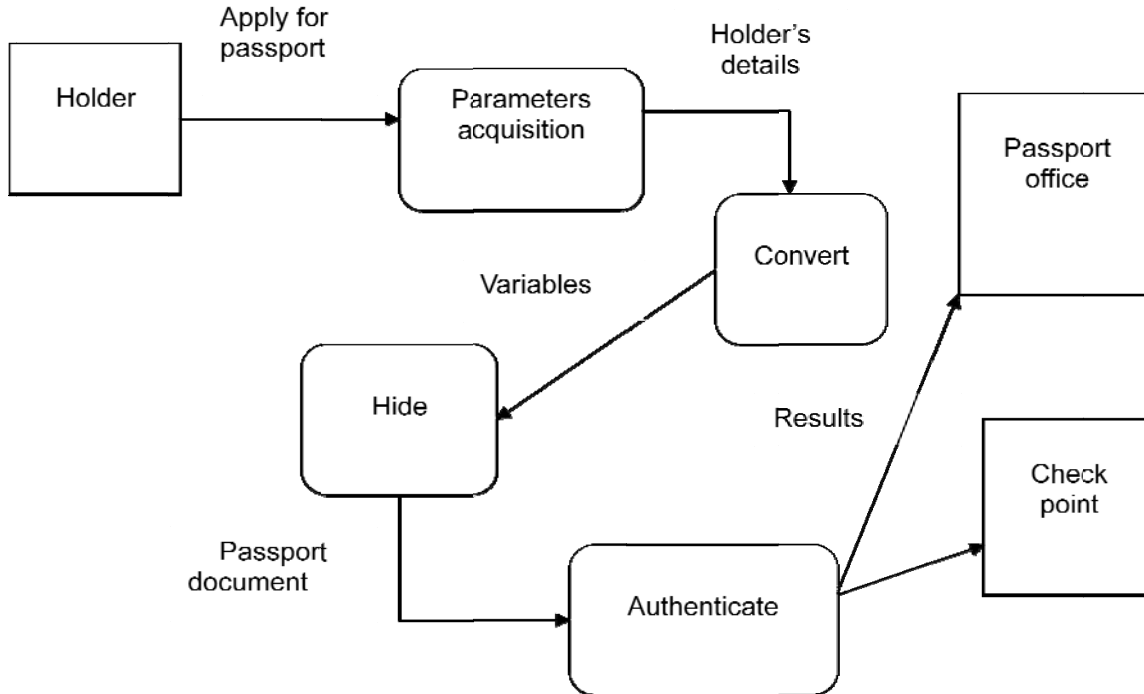 Apply for
passport
Holder
Parameters
acquisition
Holder's
details
Passport
office
Convert
Variables
Hide
Results
Check
point
Passport
document
Authenticate